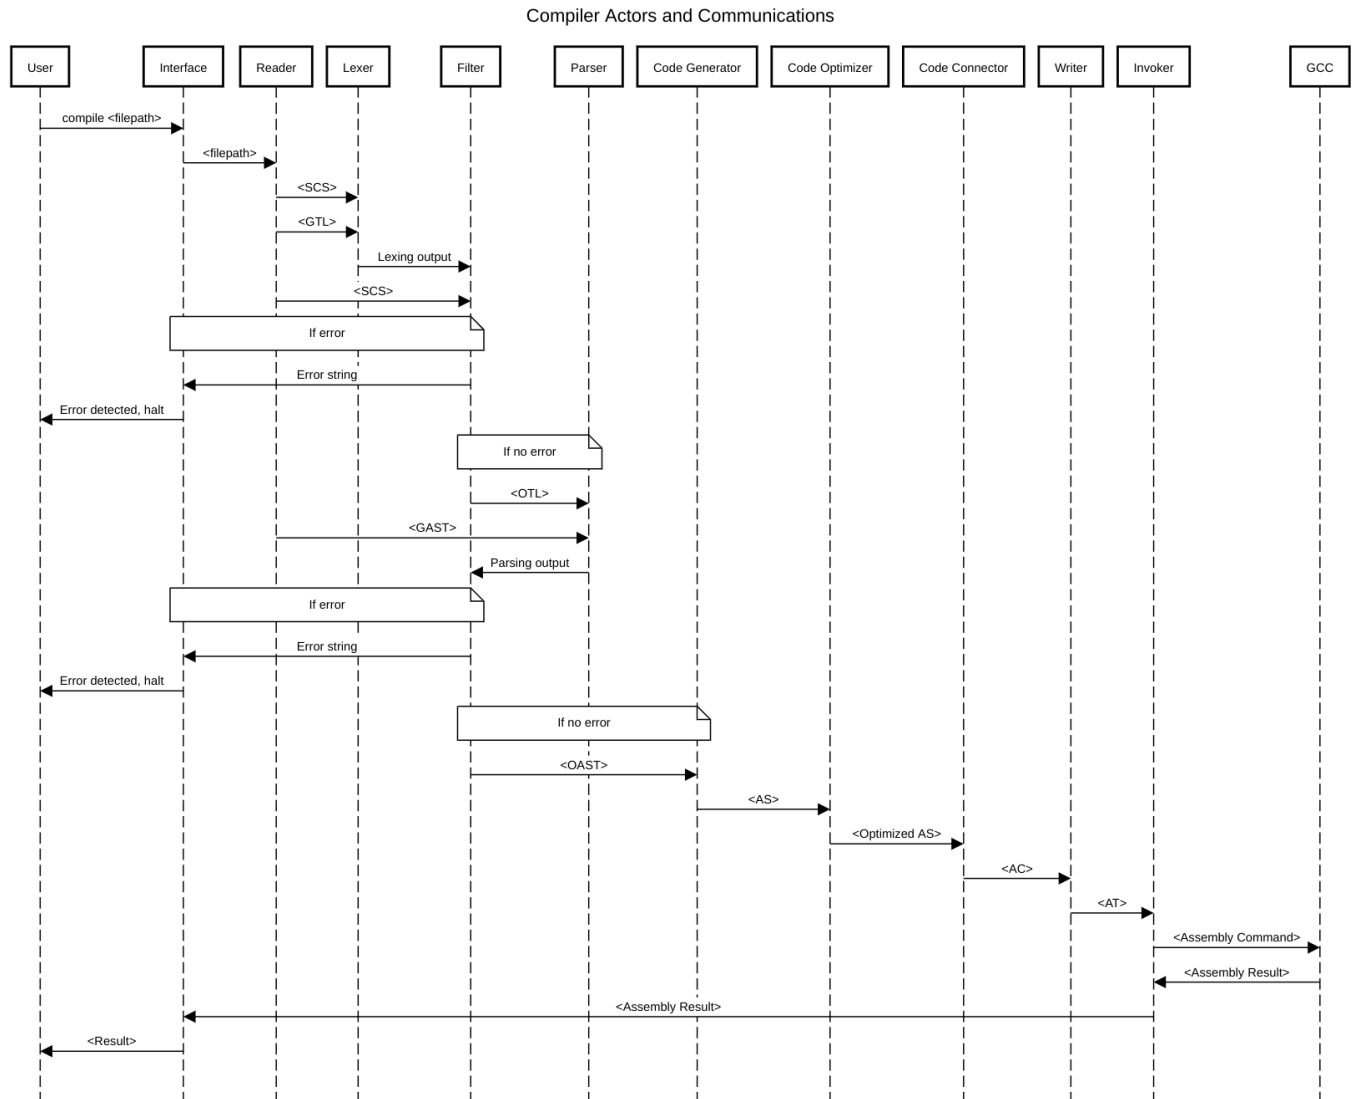 Compiler Actors and Communications
User
Interface
Reader
Lexer
Filter
Parser
Code Generator
Code Optimizer
Code Connector
Writer
Invoker
GCC
compile <filepath>
<filepath>
<SCS>
<GTL>
Lexing output
<SCS>
If error
Error string
Error detected, halt
If no error
<OTL>
<GAST>
Parsing output
If error
Error string
Error detected, halt
If no error
<OAST>
<AS>
<Optimized AS>
<AC>
<AT>
<Assembly Command>
<Assembly Result>
<Assembly Result>
<Result>